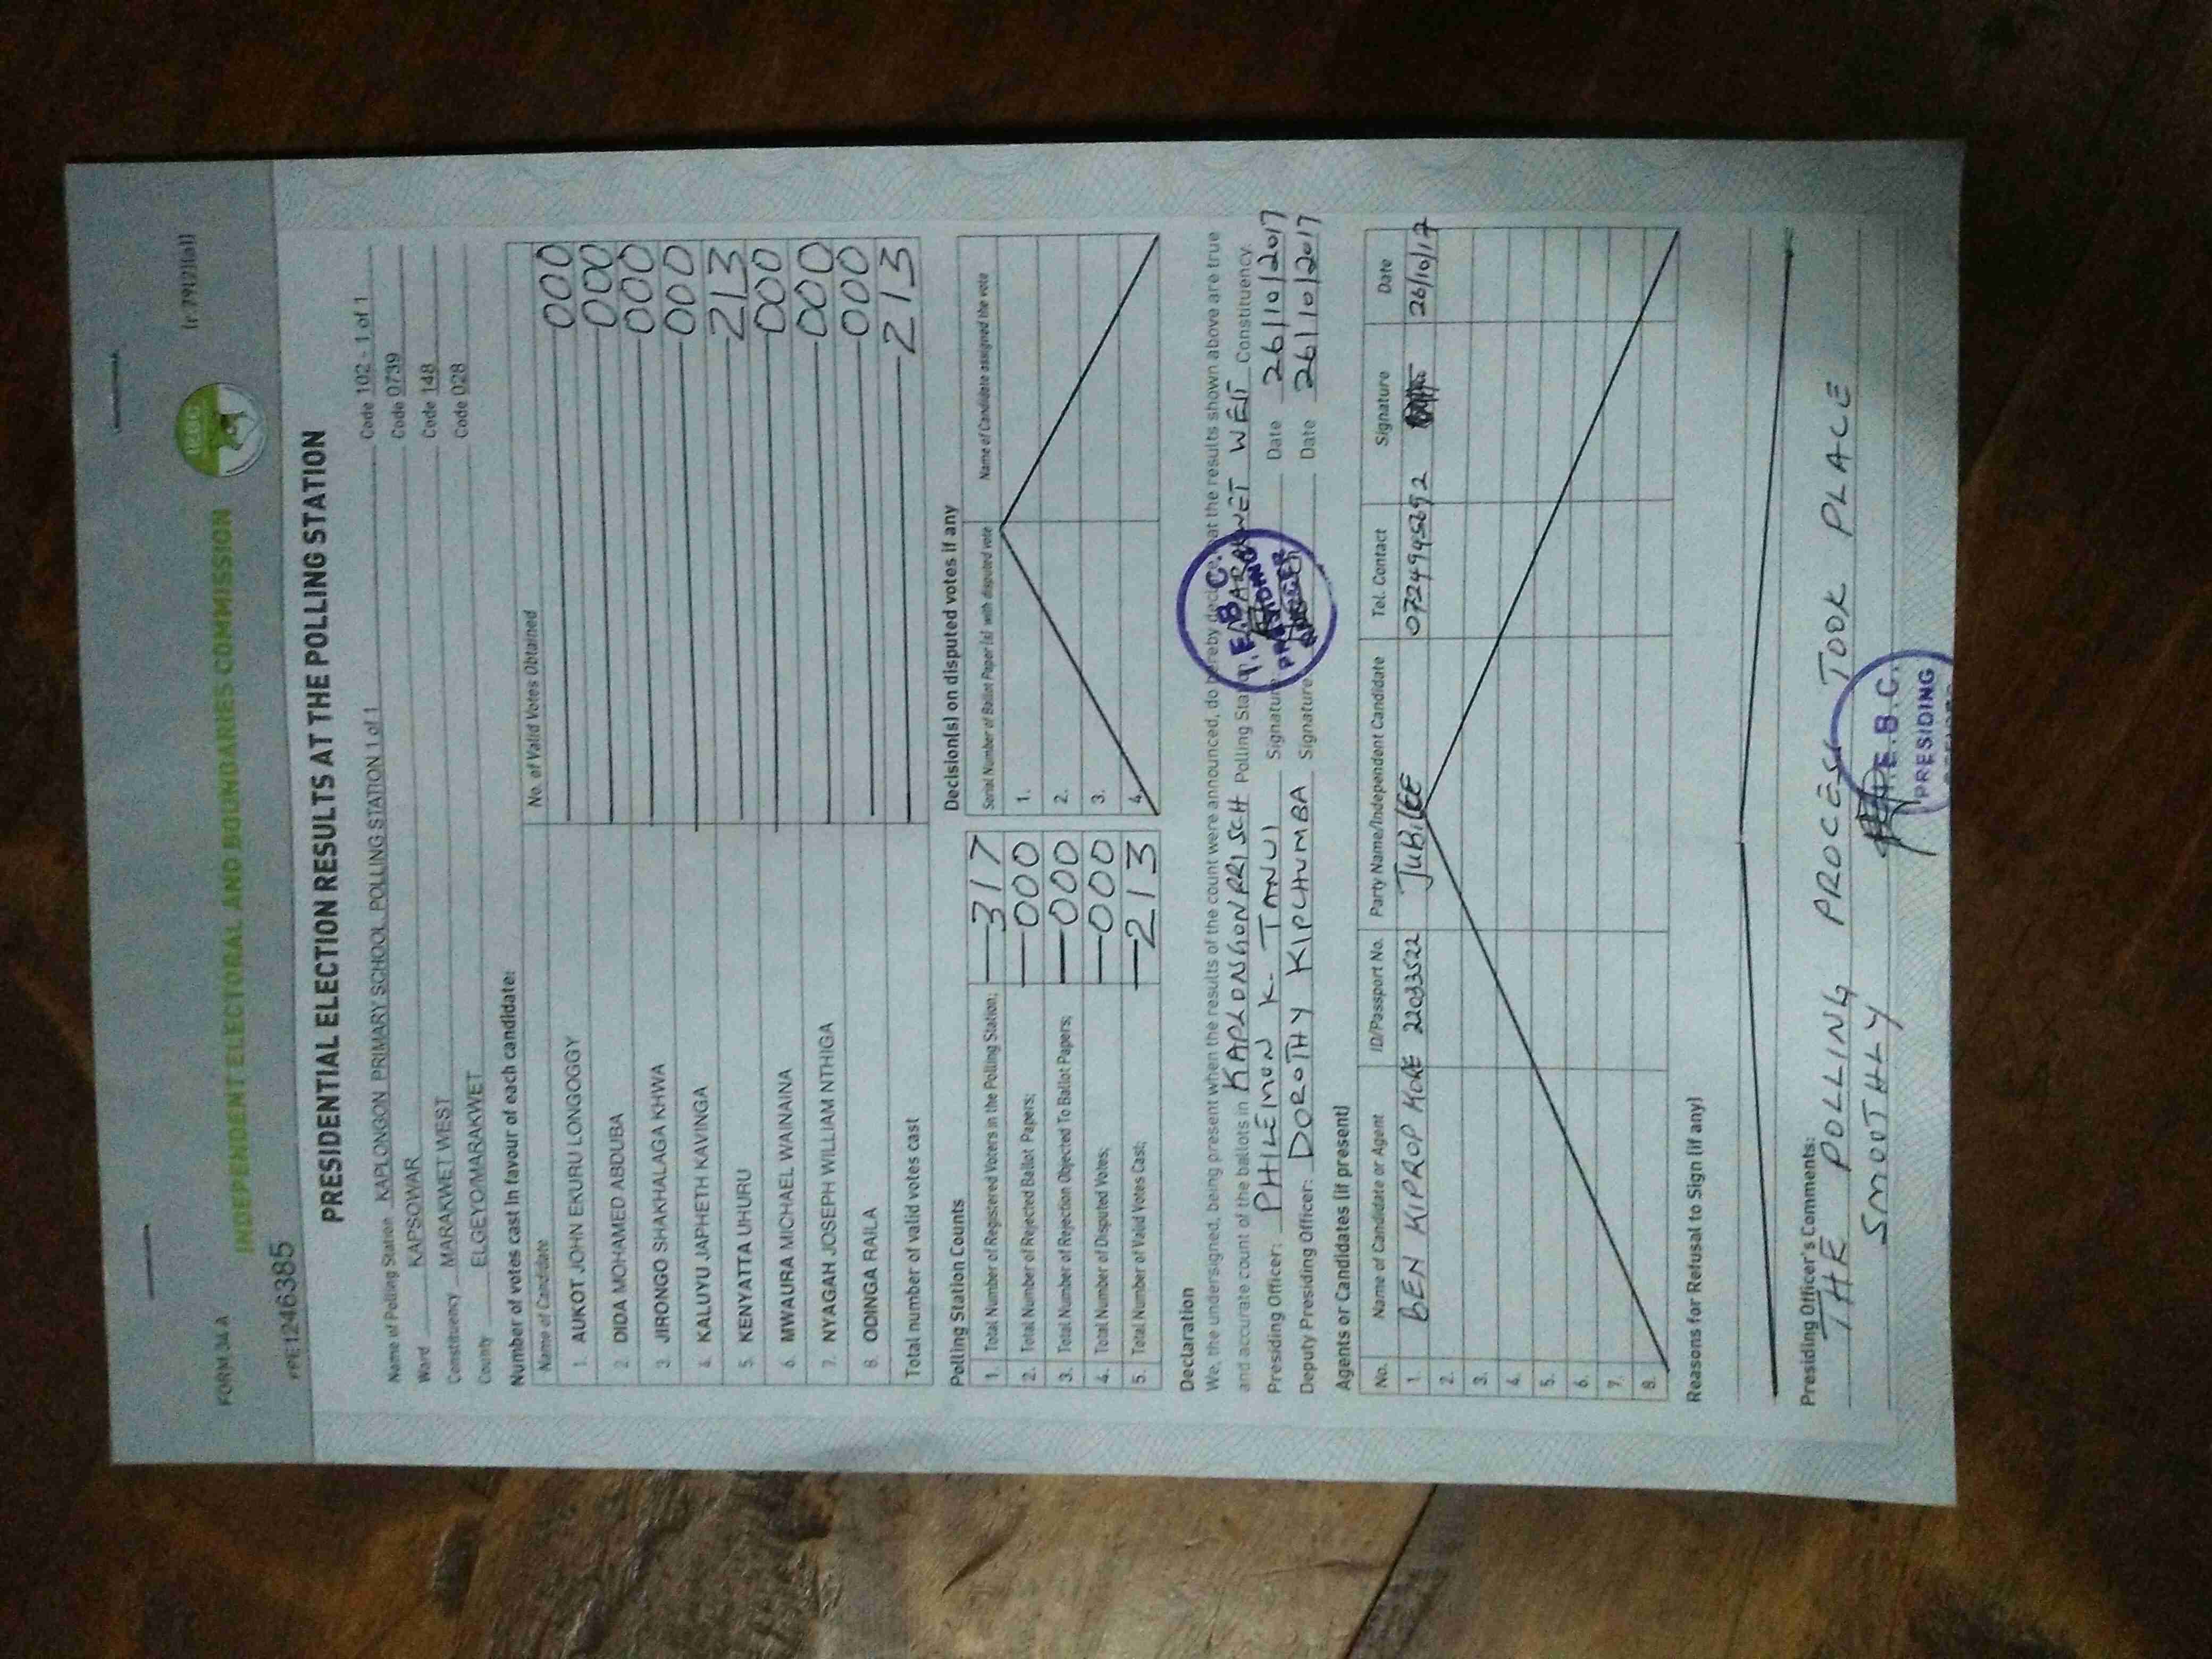 FORM 34 A
(r 79(2)(a))
IEBC
INDEPENDENT ELECTORAL AND BOUNDARIES COMMISSION
PRESIDENTIAL ELECTION RESULTS AT THE POLLING STATION
Name of Polling Station KAPLONGON PRIMARY SCHOOL POLLING STATION 1 of 1 Code 102 - 1 of 1
Ward KAPSOWAR Code 0739
Constituency MARAKWET WEST Code 148
County ELGEYO/MARAKWET Code 028
Number of votes cast in favour of each candidate:
Name of Candidate No. of Valid Votes Obtained
1. AUKOT JOHN EKURU LONGOGGY 000
2. DIDA MOHAMED ABDUBA 000
3. JIRONGO SHAKHALAGA KHWA 000
4. KALUYU JAPHETH KAVINGA 000
5. KENYATTA UHURU 213
6. MWAURA MICHAEL WAINAINA 000
7. NYAGAH JOSEPH WILLIAM NTHIGA 000
8. ODINGA RAILA 000
Total number of valid votes cast 213
Polling Station Counts
1. Total Number of Registered Voters in the Polling Station; 317
2. Total Number of Rejected Ballot Papers; 000
3. Total Number of Rejection Objected To Ballot Papers; 000
4. Total Number of Disputed Votes; 000
5. Total Number of Valid Votes Cast; 213
Decision(s) on disputed votes if any
Serial Number of Ballot Paper (s) with disputed vote Name of Candidate assigned the vote
1.
2.
3.
4.
Declaration
We, the undersigned, being present when the results of the count were announced, do hereby declare that the results shown above are true
and accurate count of the ballots in KAPLONGON PRI SCH Polling Station MARAKWET WEST Constituency.
Presiding Officer: PHILEMON K. TANUI Signature Date 26/10/2017
Deputy Presiding Officer: DOROTHY KIPCHUMBA Signature Date 26/10/2017
I.E.B.C.
PRESIDING
OFFICER
Agents or Candidates (if present)
No. Name of Candidate or Agent ID/Passport No. Party Name/Independent Candidate Tel. Contact Signature Date
1. BEN KIPROP KORE 22033522 JUBILEE 26/10/17
2.
3.
4.
5.
6.
7.
8.
Reasons for Refusal to Sign (if any)
Presiding Officer's Comments:
THE POLLING PROCESS TOOK PLACE
SMOOTHLY
I.E.B.C.
PRESIDING